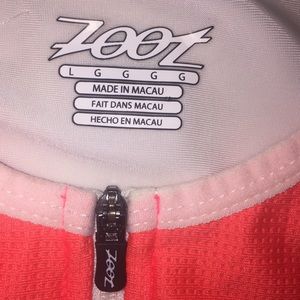 ZOOT
L G G G G
MADE IN MACAU
FAIT DANS MACAU
HECHO EN MACAU
ZOOT